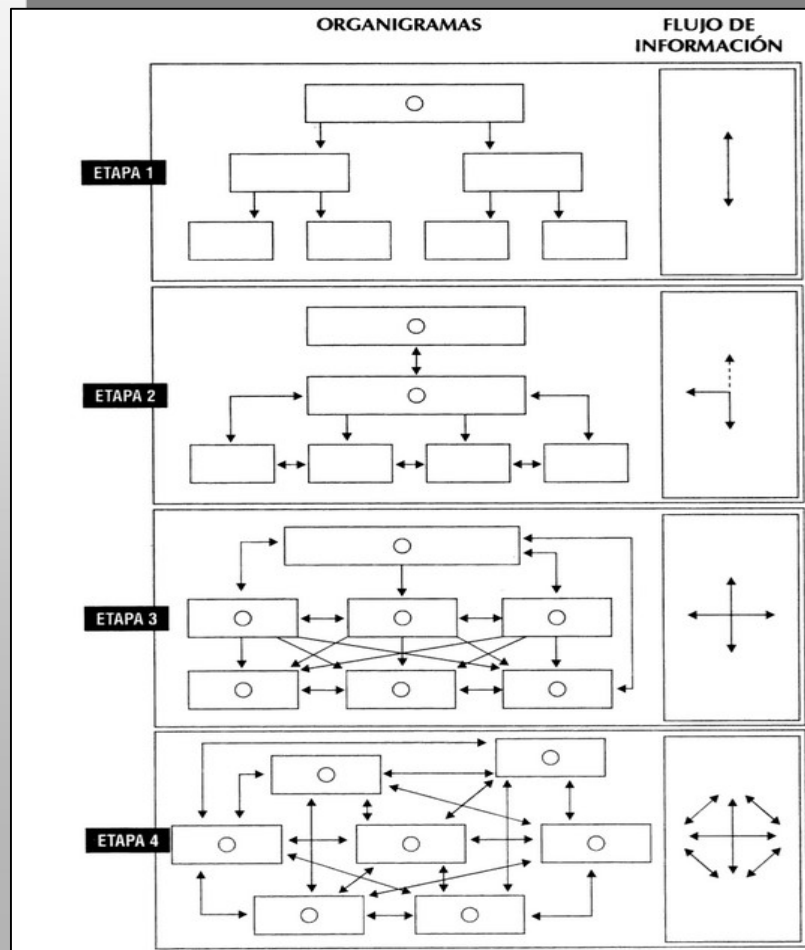 ORGANIGRAMAS
FLUJO DE
INFORMACIÓN
ETAPA 1
ETAPA 2
ETAPA 3
ETAPA 4